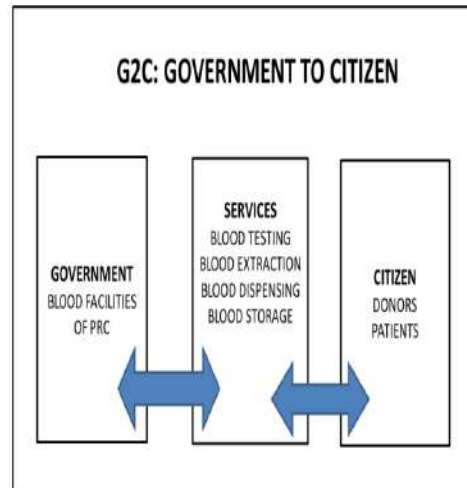 G2C: GOVERNMENT TO CITIZEN
GOVERNMENT
BLOOD FACILITIES
OF PRC
SERVICES
BLOOD TESTING
BLOOD EXTRACTION
BLOOD DISPENSING
BLOOD STORAGE
CITIZEN
DONORS
PATIENTS